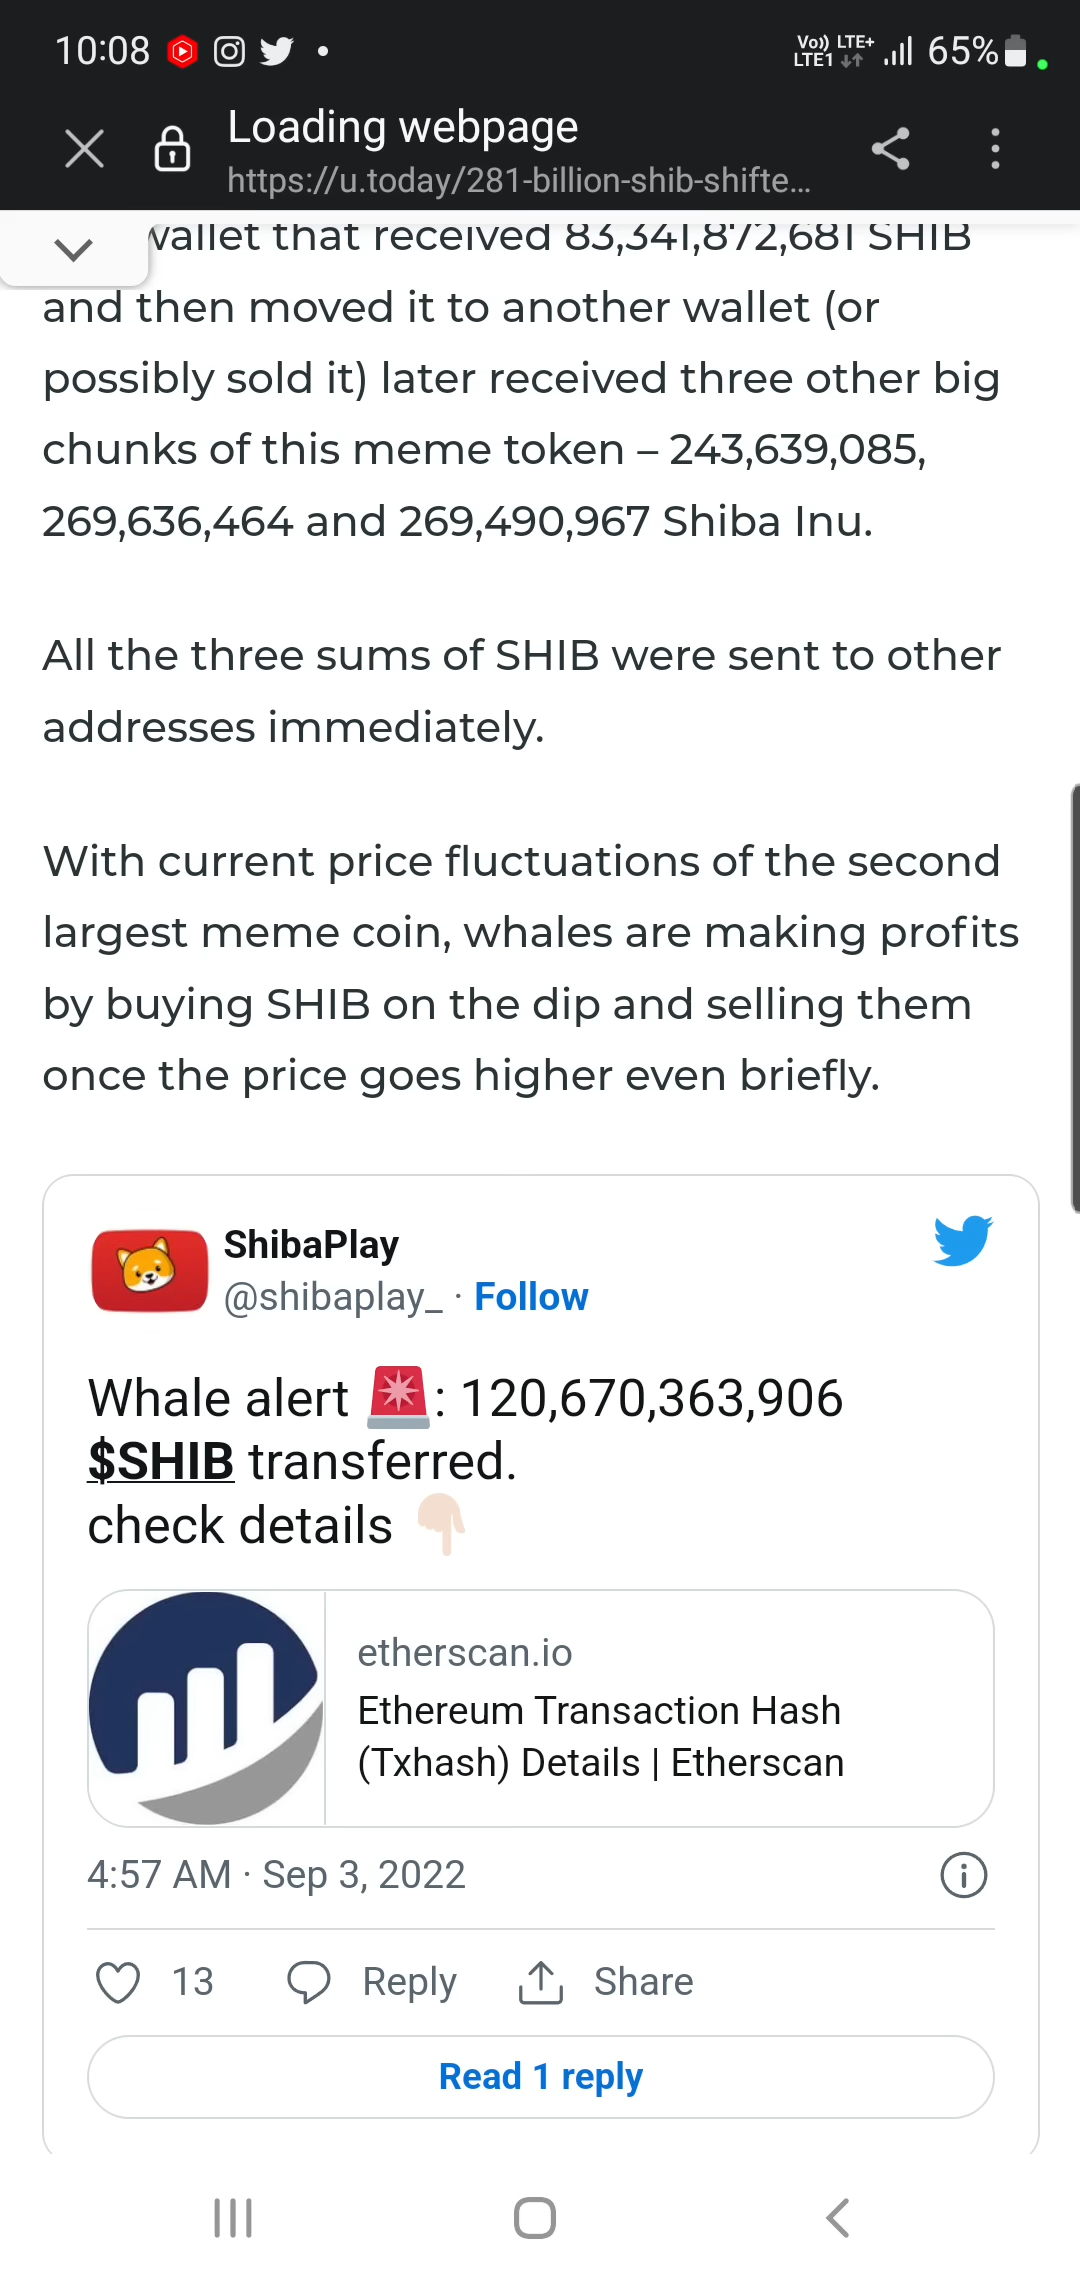 10:08
Vo)) LTE+
LTE1
65%
Loading webpage
https://u.today/281-billion-shib-shifte...
wallet that received 83,341,872,681 SHIB
and then moved it to another wallet (or
possibly sold it) later received three other big
chunks of this meme token – 243,639,085,
269,636,464 and 269,490,967 Shiba Inu.
All the three sums of SHIB were sent to other
addresses immediately.
With current price fluctuations of the second
largest meme coin, whales are making profits
by buying SHIB on the dip and selling them
once the price goes higher even briefly.
ShibaPlay
@shibaplay_ · Follow
Whale alert 🚨: 120,670,363,906
$SHIB transferred.
check details 👇🏻
etherscan.io
Ethereum Transaction Hash
(Txhash) Details | Etherscan
4:57 AM · Sep 3, 2022
13 Reply Share
Read 1 reply